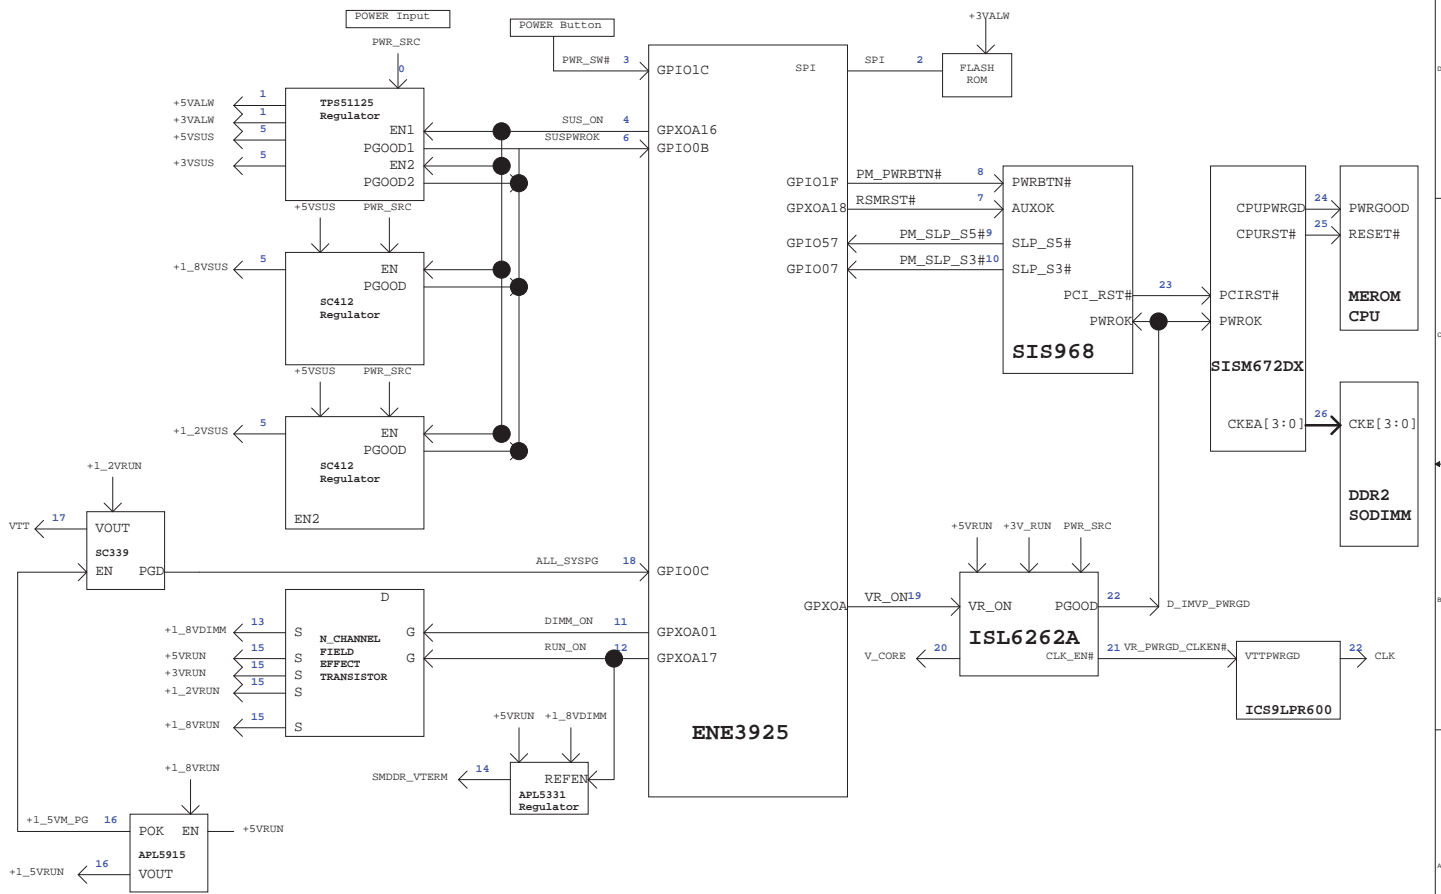 POWER Input
POWER Button
+3VALW
PWR_SRC
0
PWR_SW# 3 GPIO1C
SPI SPI 2
FLASH
ROM
+5VALW 1
+3VALW 1
+5VSUS 5
+3VSUS 5
TPS51125
Regulator
EN1
PGOOD1
EN2
PGOOD2
SUS_ON 4 GPXOA16
SUSPWROK 6 GPIO0B
GPIO1F PM_PWRBTN# 8 PWRBTN#
GPXOA18 RSMRST# 7 AUXOK
GPIO57 PM_SLP_S5# 9 SLP_S5#
GPIO07 PM_SLP_S3# 10 SLP_S3#
PCI_RST# 23 PCIRST#
PWROK PWROK
SIS968
SISM672DX
CPUPWRGD 24 PWRGOOD
CPURST# 25 RESET#
MEROM
CPU
CKEA[3:0] 26 CKE[3:0]
DDR2
SODIMM
+5VSUS PWR_SRC
+1_8VSUS 5
EN
PGOOD
SC412
Regulator
+5VSUS PWR_SRC
+1_2VSUS 5
EN
PGOOD
SC412
Regulator
EN2
+1_2VRUN
VTT 17 VOUT
SC339
EN PGD
ALL_SYSPG 18 GPIO0C
D
+1_8VDIMM 13 S
+5VRUN 15 S
+3VRUN 15 S
+1_2VRUN 15 S
+1_8VRUN 15 S
N_CHANNEL
FIELD
EFFECT
TRANSISTOR
G DIMM_ON 11 GPXOA01
G RUN_ON 12 GPXOA17
ENE3925
+5VRUN +1_8VDIMM
SMDDR_VTERM 14 REFEN
APL5331
Regulator
+1_8VRUN
+1_5VM_PG 16 POK EN +5VRUN
APL5915
+1_5VRUN 16 VOUT
+5VRUN +3V_RUN PWR_SRC
GPXOA VR_ON 19 VR_ON
PGOOD 22 D_IMVP_PWRGD
ISL6262A
V_CORE 20
CLK_EN# 21 VR_PWRGD_CLKEN# VTTPWRGD 22 CLK
ICS9LPR600
D
C
B
A